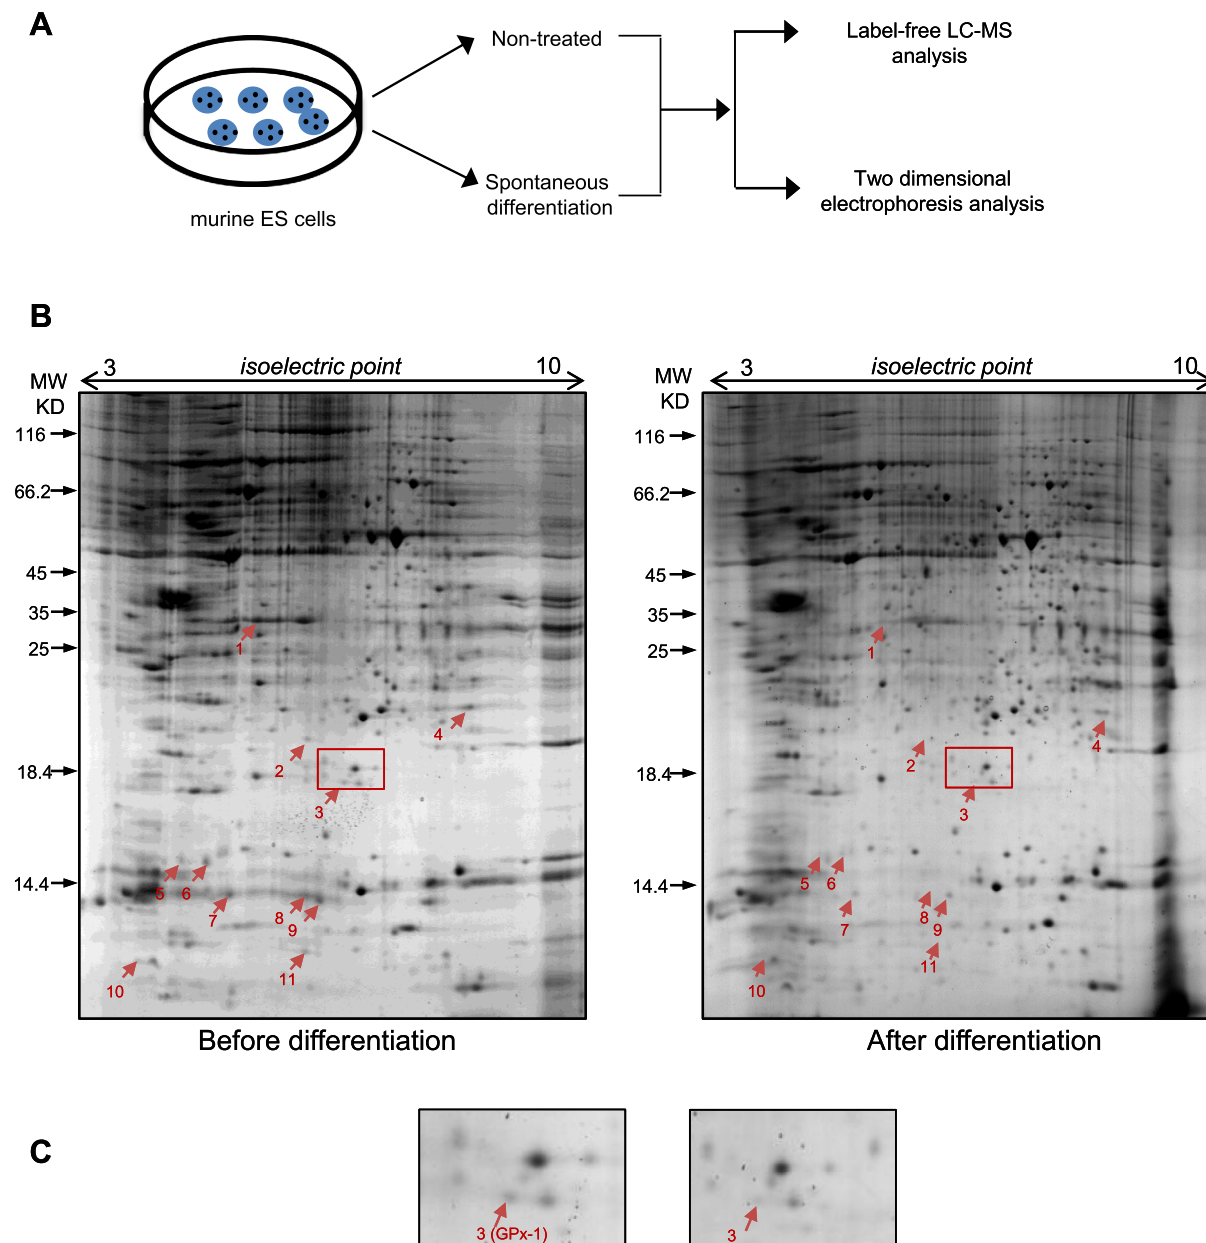 A
Non-treated
Label-free LC-MS
analysis
Spontaneous
differentiation
Two dimensional
electrophoresis analysis
murine ES cells
B
3 isoelectric point 10
MW
KD
116
66.2
45
35
25
18.4
14.4
1
2
3
4
5
6
7
8
9
10
11
Before differentiation
3 isoelectric point 10
MW
KD
116
66.2
45
35
25
18.4
14.4
1
2
3
4
5
6
7
8
9
10
11
After differentiation
C
3 (GPx-1)
3